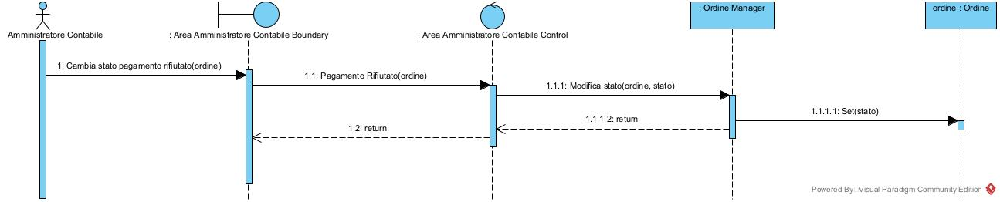 : Ordine Manager
ordine : Ordine
Amministratore Contabile
: Area Amministratore Contabile Boundary
: Area Amministratore Contabile Control
1: Cambia stato pagamento rifiutato(ordine)
1.1: Pagamento Rifiutato(ordine)
1.1.1: Modifica stato(ordine, stato)
1.1.1.1: Set(stato)
1.1.1.2: return
1.2: return
Powered By Visual Paradigm Community Edition